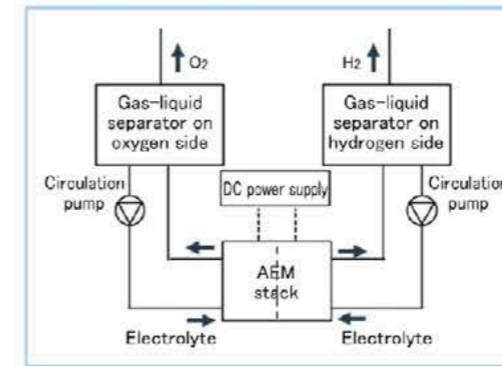 O2
H2
Gas-liquid
separator on
oxygen side
Gas-liquid
separator on
hydrogen side
Circulation
pump
DC power supply
Circulation
pump
AEM
stack
Electrolyte
Electrolyte